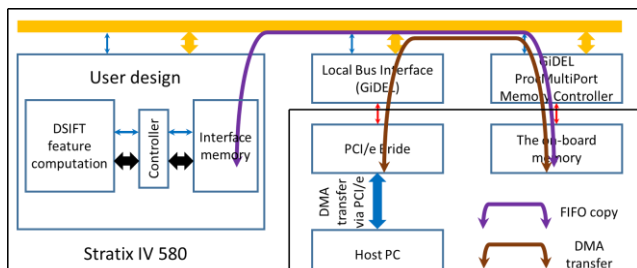 User design
DSIFT
feature
computation
Controller
Interface
memory
Stratix IV 580
Local Bus Interface
(GiDEL)
GiDEL
ProcMultiPort
Memory Controller
PCI/e Bride
The on-board
memory
DMA
transfer
via PCI/e
Host PC
FIFO copy
DMA
transfer